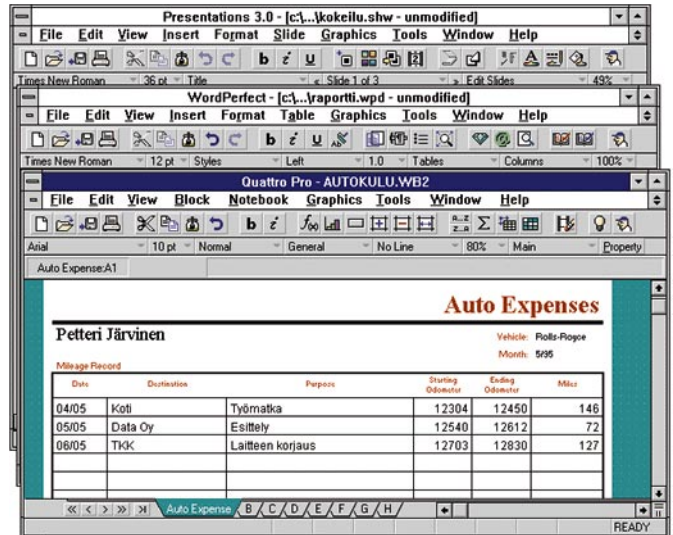 Presentations 3.0 - [c:\...\kokeilu.shw - unmodified]
File Edit View Insert Format Slide Graphics Tools Window Help
b i u
Times New Roman 36 pt Title Slide 1 of 3 Edit Slides 49%
WordPerfect - [c:\...\raportti.wpd - unmodified]
File Edit View Insert Format Table Graphics Tools Window Help
b i u
Times New Roman 12 pt Styles Left 1.0 Tables Columns 100%
Quattro Pro - AUTOKULU.WB2
File Edit View Block Notebook Graphics Tools Window Help
b i
Arial 10 pt Normal General No Line 80% Main Property
Auto Expense:A1
Auto Expenses
Petteri Järvinen Vehicle: Rolls-Royce
Month: 5/95
Mileage Record
Date Destination Purpose Starting Odometer Ending Odometer Miles
04/05 Koti Työmatka 12304 12450 146
05/05 Data Oy Esittely 12540 12612 72
06/05 TKK Laitteen korjaus 12703 12830 127
Auto Expense B C D E F G H
READY